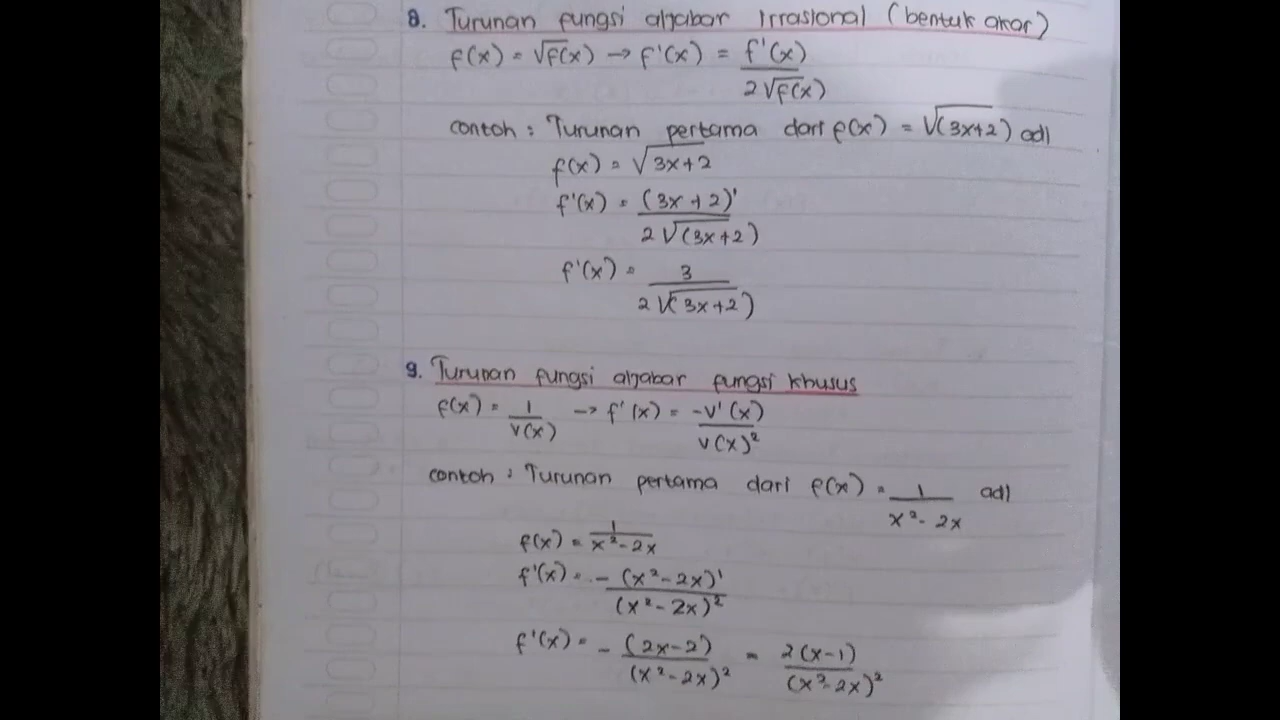 8. Turunan fungsi aljabar Irrasional (bentuk akar)
f(x) = √f(x) → f'(x) = f'(x) / 2√f(x)
contoh : Turunan pertama dari f(x) = √(3x+2) adl
f(x) = √3x+2
f'(x) = (3x+2)' / 2√(3x+2)
f'(x) = 3 / 2√(3x+2)
9. Turunan fungsi aljabar fungsi khusus
f(x) = 1 / v(x) → f'(x) = -v'(x) / v(x)²
contoh : Turunan pertama dari f(x) = 1 / x²-2x adl
f(x) = 1 / x²-2x
f'(x) = - (x²-2x)' / (x²-2x)²
f'(x) = - (2x-2) / (x²-2x)² = 2(x-1) / (x²-2x)²